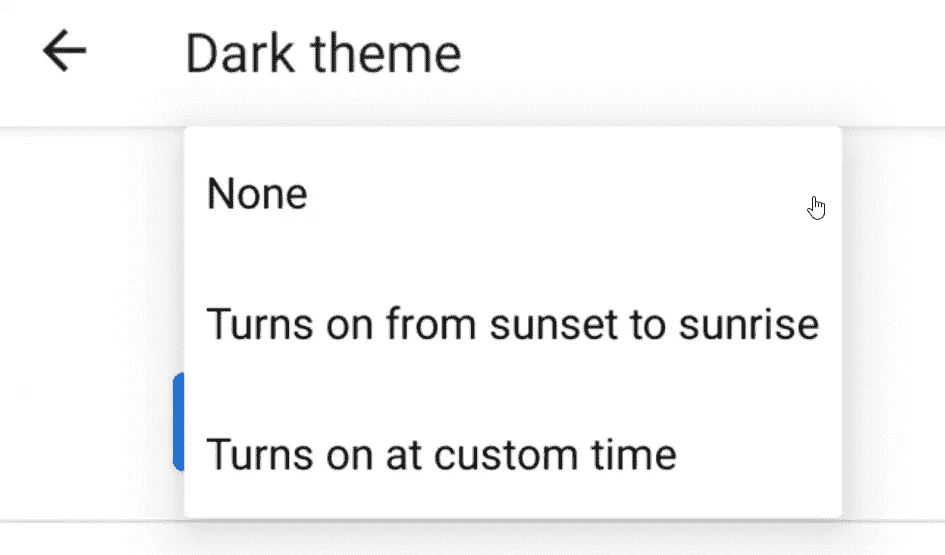 Dark theme
None
Turns on from sunset to sunrise
Turns on at custom time